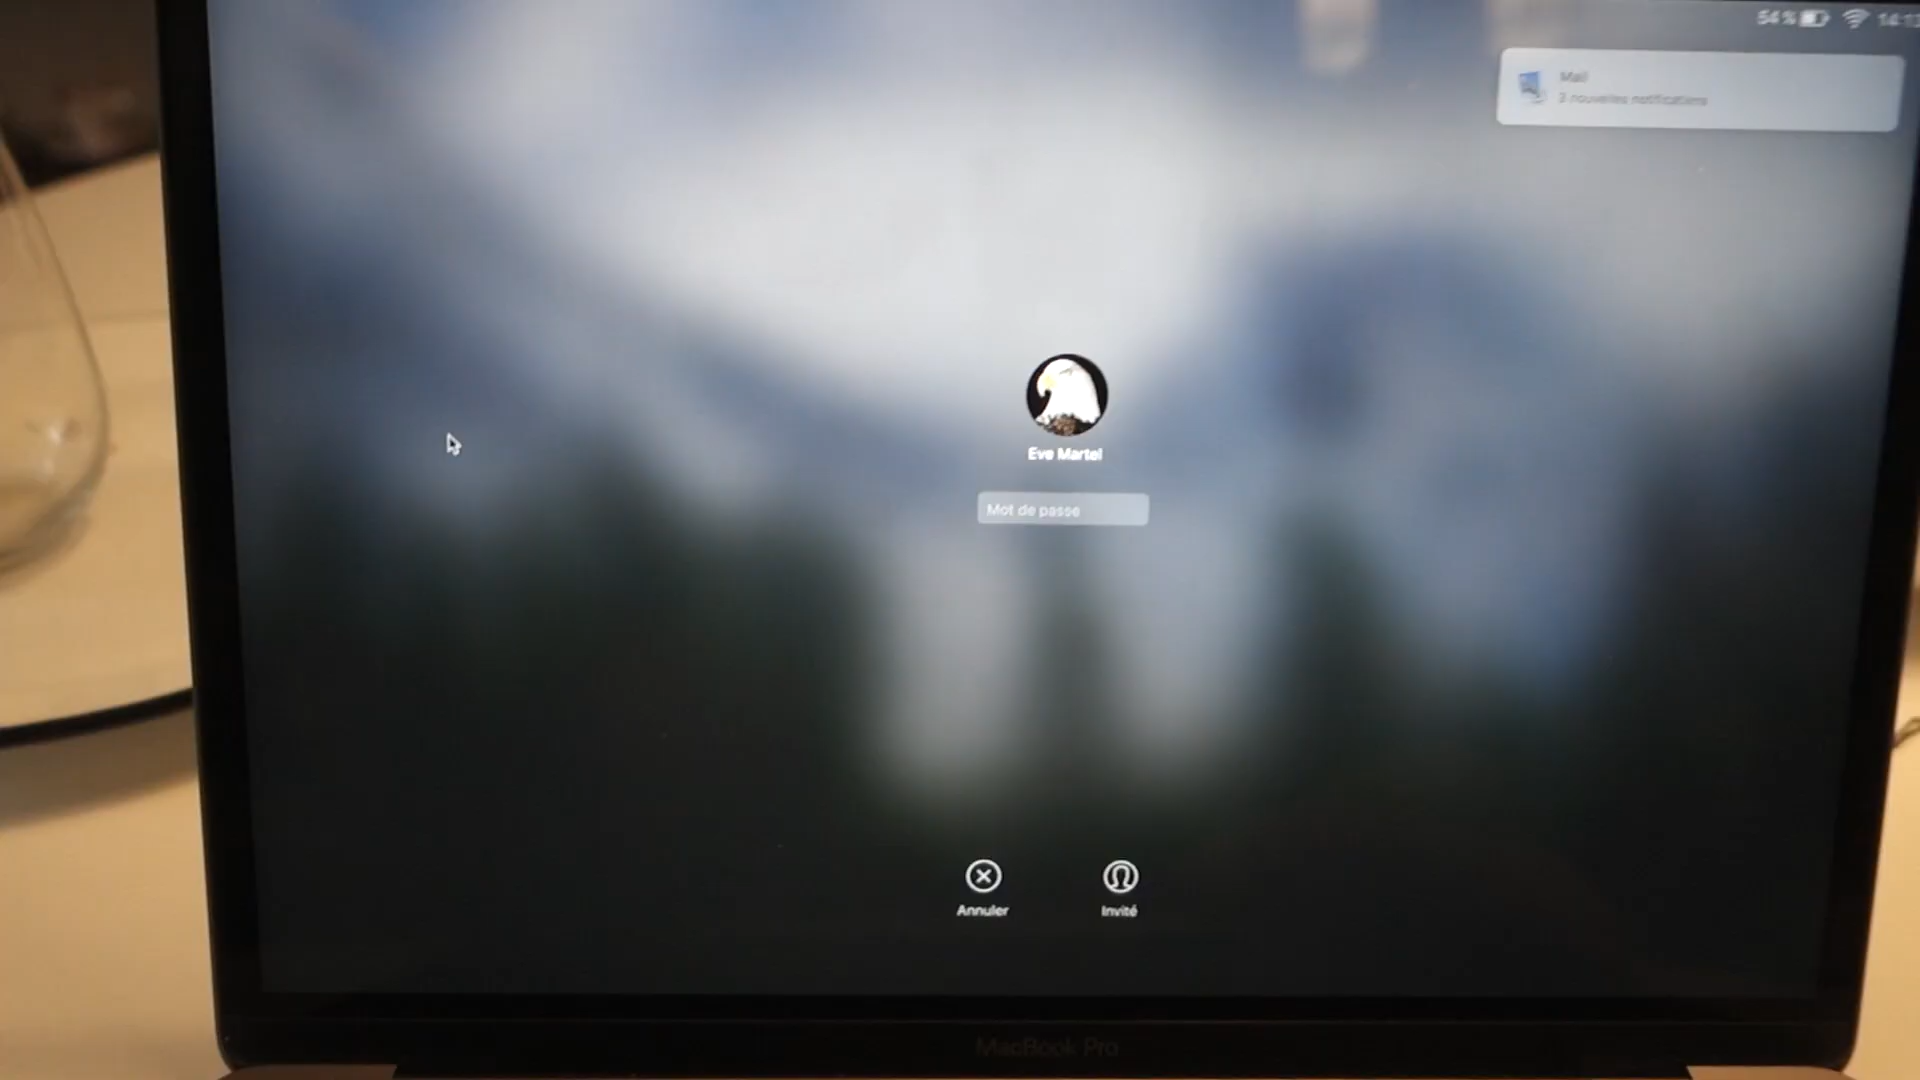 54 %
Mail
3 nouvelles notifications
Eve Martel
Mot de passe
Annuler
Invité
MacBook Pro